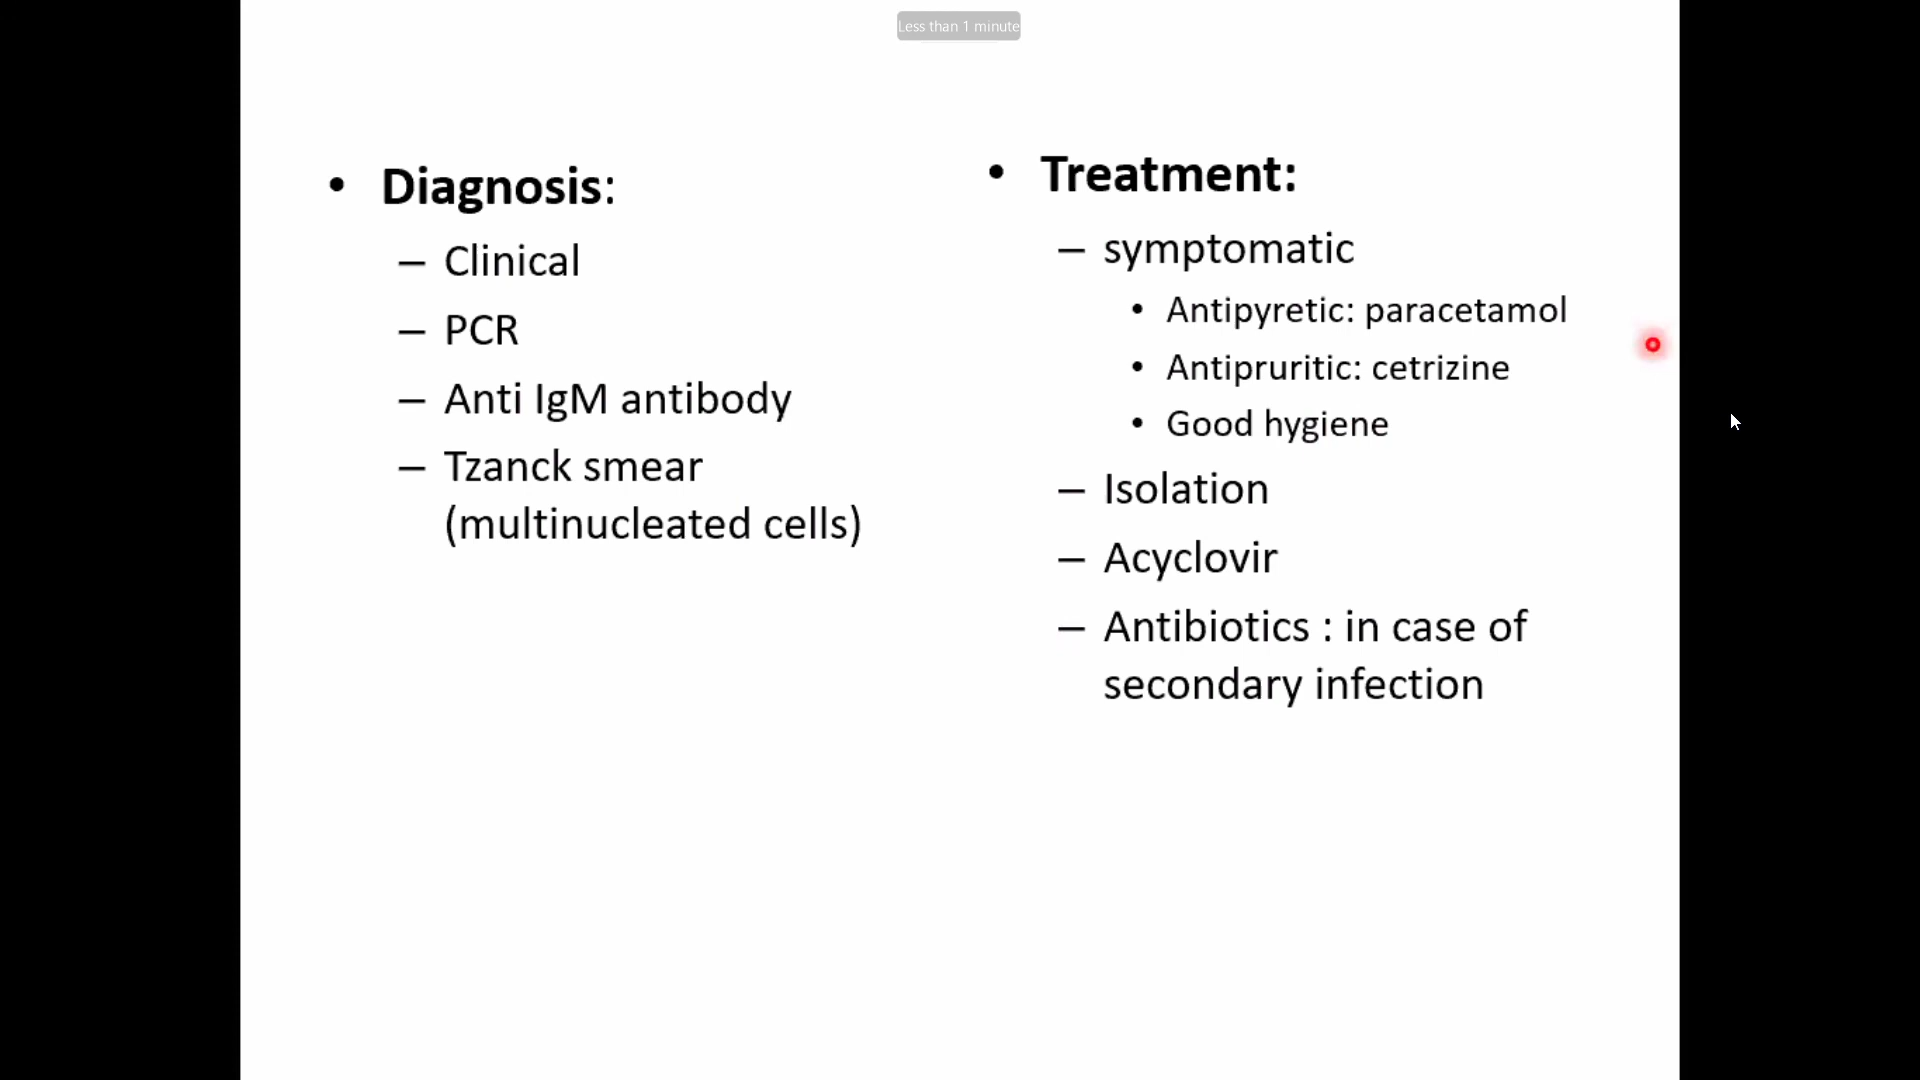 Less than 1 minute
• Diagnosis:
– Clinical
– PCR
– Anti IgM antibody
– Tzanck smear
(multinucleated cells)
• Treatment:
– symptomatic
• Antipyretic: paracetamol
• Antipruritic: cetrizine
• Good hygiene
– Isolation
– Acyclovir
– Antibiotics : in case of
secondary infection